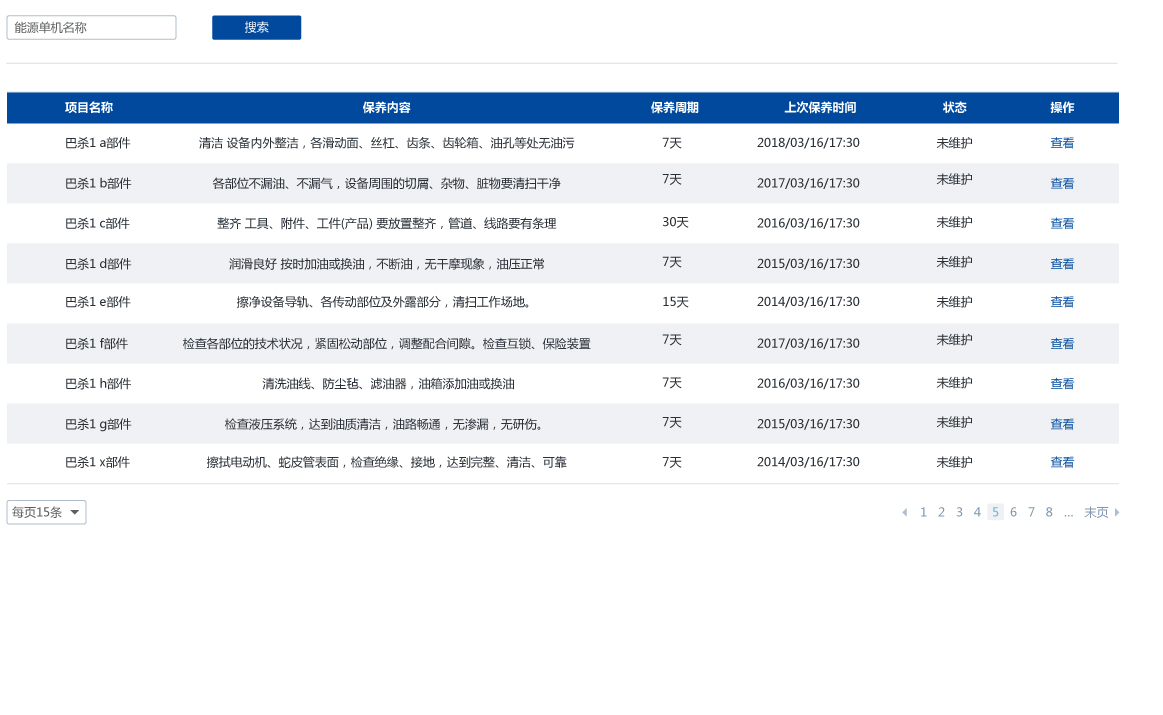 能源单机名称 搜索
项目名称 保养内容 保养周期 上次保养时间 状态 操作
巴杀1 a部件 清洁 设备内外整洁，各滑动面、丝杠、齿条、齿轮箱、油孔等处无油污 7天 2018/03/16/17:30 未维护 查看
巴杀1 b部件 各部位不漏油、不漏气，设备周围的切屑、杂物、脏物要清扫干净 7天 2017/03/16/17:30 未维护 查看
巴杀1 c部件 整齐 工具、附件、工件(产品) 要放置整齐，管道、线路要有条理 30天 2016/03/16/17:30 未维护 查看
巴杀1 d部件 润滑良好 按时加油或换油，不断油，无干摩现象，油压正常 7天 2015/03/16/17:30 未维护 查看
巴杀1 e部件 擦净设备导轨、各传动部位及外露部分，清扫工作场地。 15天 2014/03/16/17:30 未维护 查看
巴杀1 f部件 检查各部位的技术状况，紧固松动部位，调整配合间隙。检查互锁、保险装置 7天 2017/03/16/17:30 未维护 查看
巴杀1 h部件 清洗油线、防尘毡、滤油器，油箱添加油或换油 7天 2016/03/16/17:30 未维护 查看
巴杀1 g部件 检查液压系统，达到油质清洁，油路畅通，无渗漏，无研伤。 7天 2015/03/16/17:30 未维护 查看
巴杀1 x部件 擦拭电动机、蛇皮管表面，检查绝缘、接地，达到完整、清洁、可靠 7天 2014/03/16/17:30 未维护 查看
每页15条 1 2 3 4 5 6 7 8 ... 末页